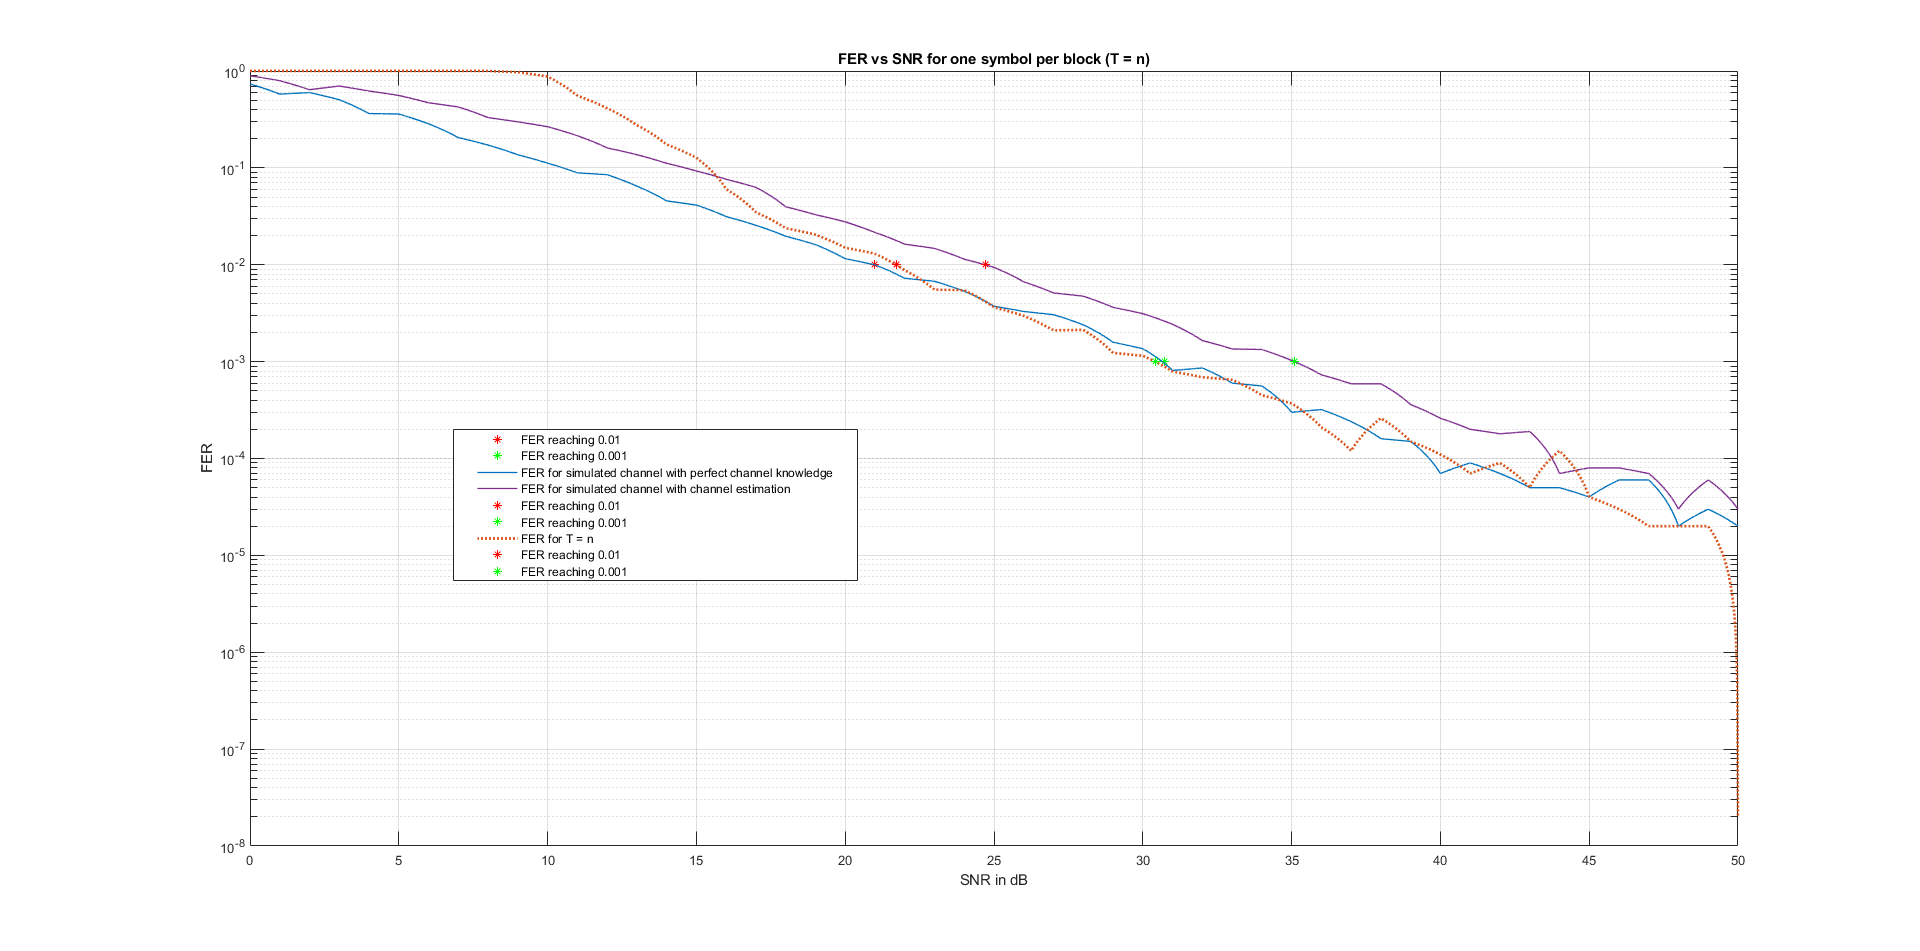 FER vs SNR for one symbol per block (T = n)
10^0
10^-1
10^-2
10^-3
10^-4
10^-5
10^-6
10^-7
10^-8
FER
FER reaching 0.01
FER reaching 0.001
FER for simulated channel with perfect channel knowledge
FER for simulated channel with channel estimation
FER reaching 0.01
FER reaching 0.001
FER for T = n
FER reaching 0.01
FER reaching 0.001
0 5 10 15 20 25 30 35 40 45 50
SNR in dB